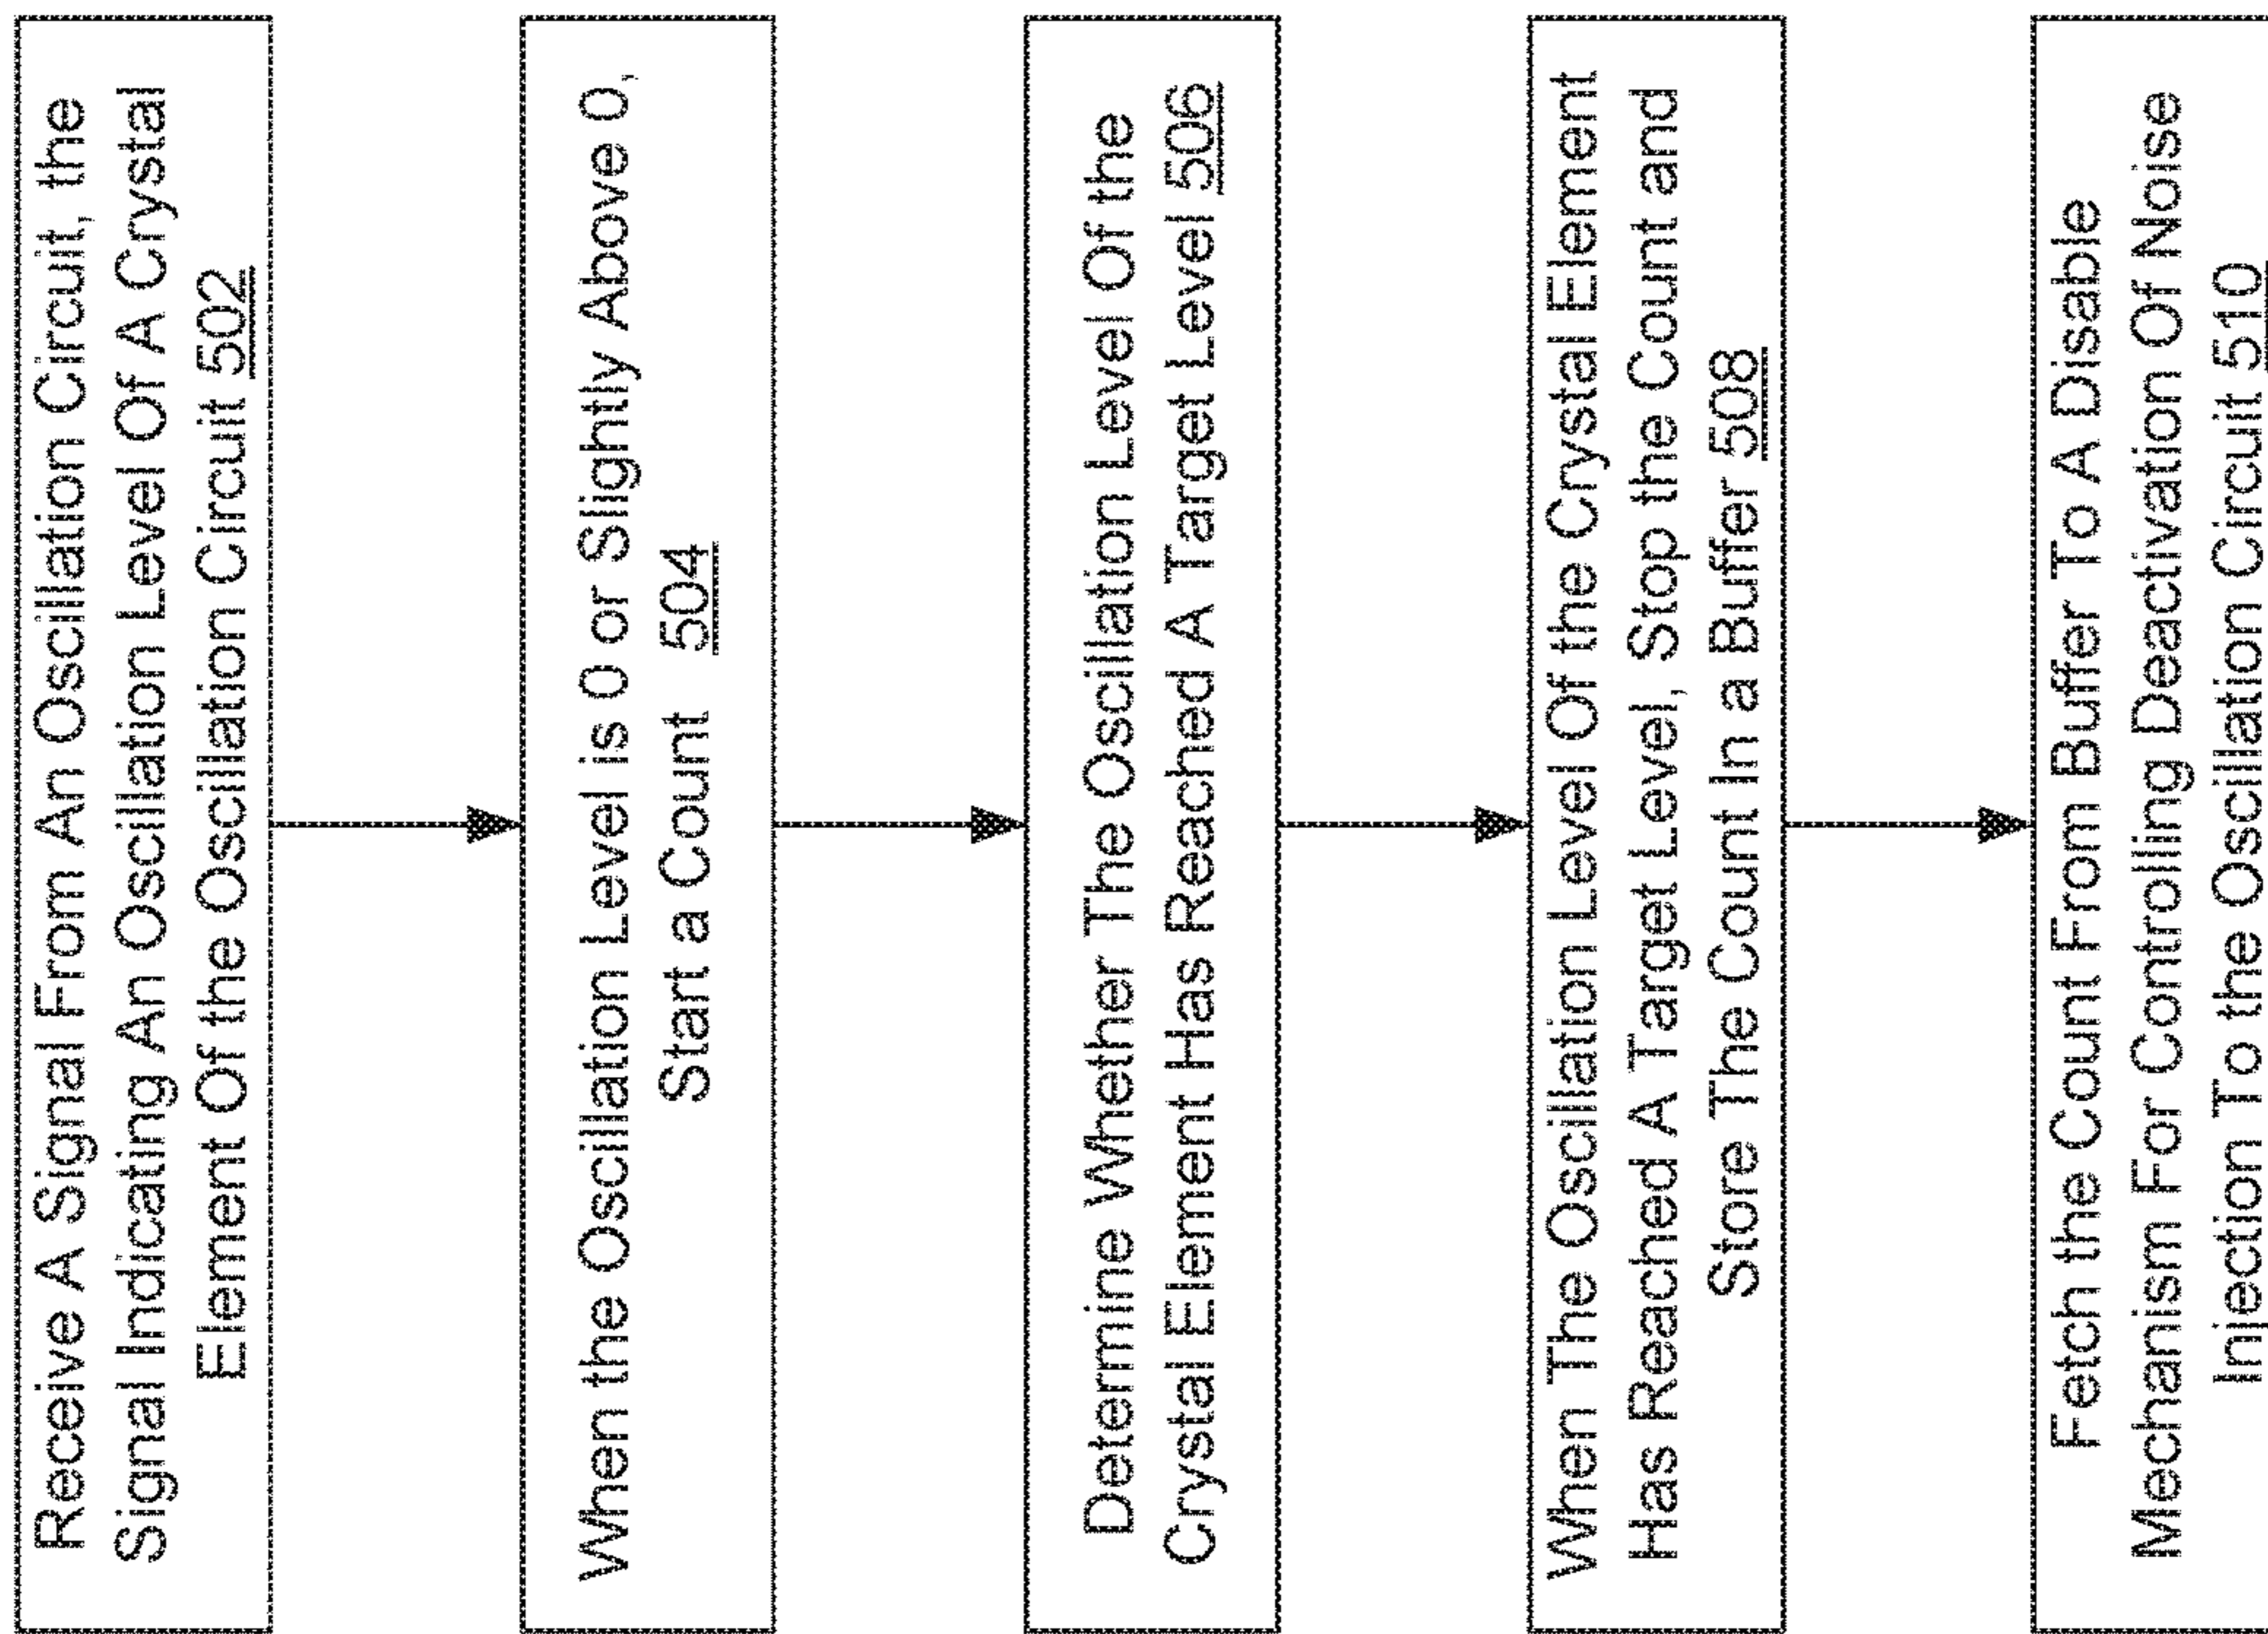 Receive A Signal From An Oscillation Circuit, the
Signal Indicating An Oscillation Level Of A Crystal
Element Of the Oscillation Circuit 502
When the Oscillation Level is 0 or Slightly Above 0,
Start a Count 504
Determine Whether The Oscillation Level Of the
Crystal Element Has Reached A Target Level 506
When The Oscillation Level Of the Crystal Element
Has Reached A Target Level, Stop the Count and
Store The Count In a Buffer 508
Fetch the Count From Buffer To A Disable
Mechanism For Controlling Deactivation Of Noise
Injection To the Oscillation Circuit 510